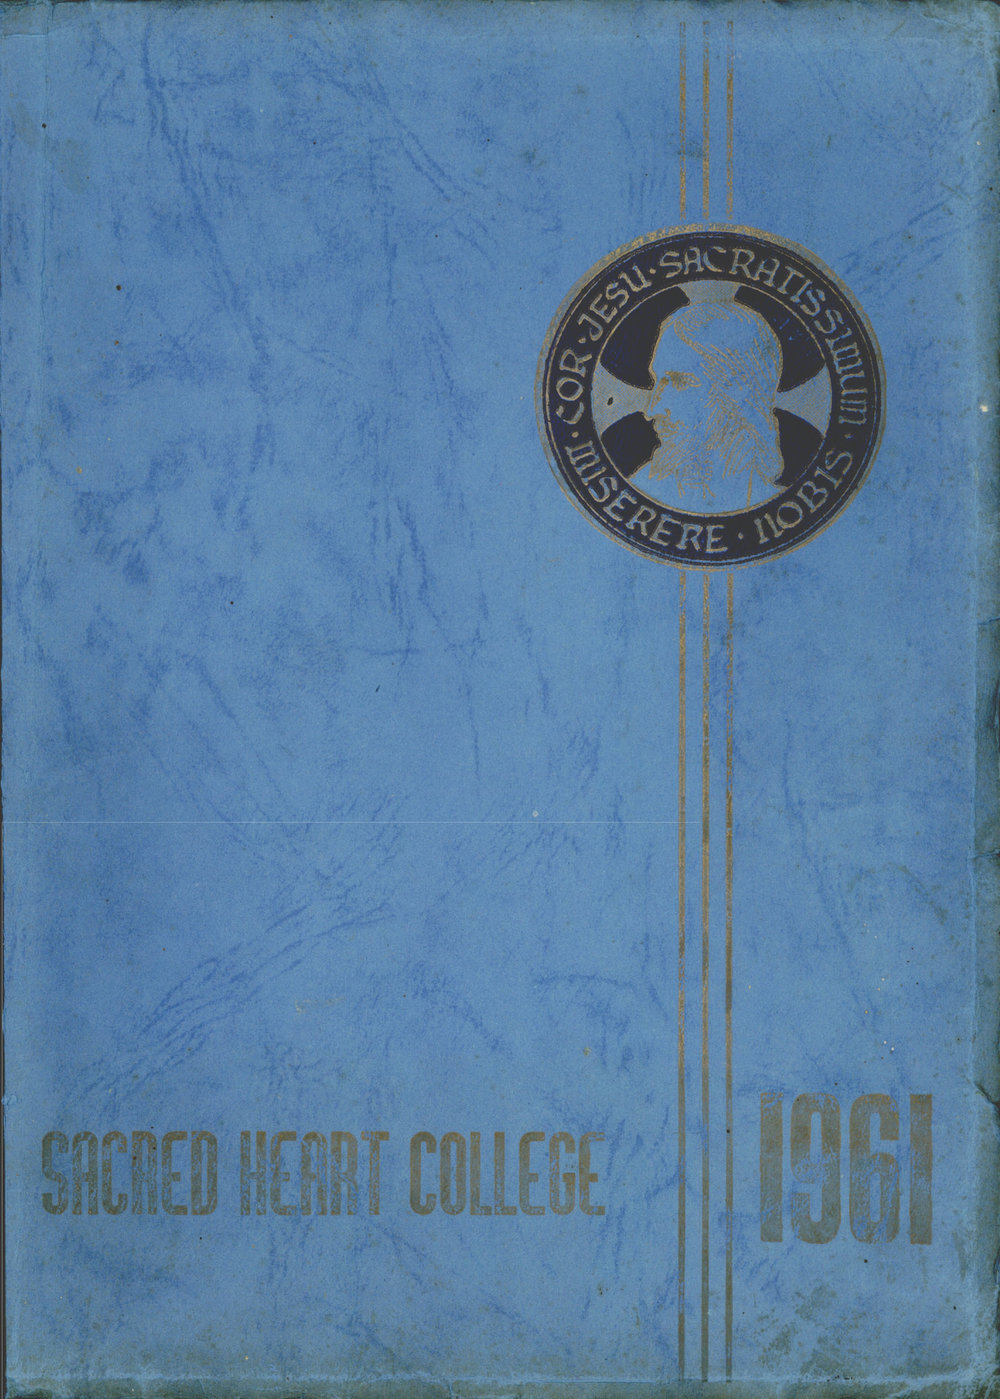 COR · JESU · SACRATISSIMUM ·
MISERERE · NOBIS ·
SACRED HEART COLLEGE
1961